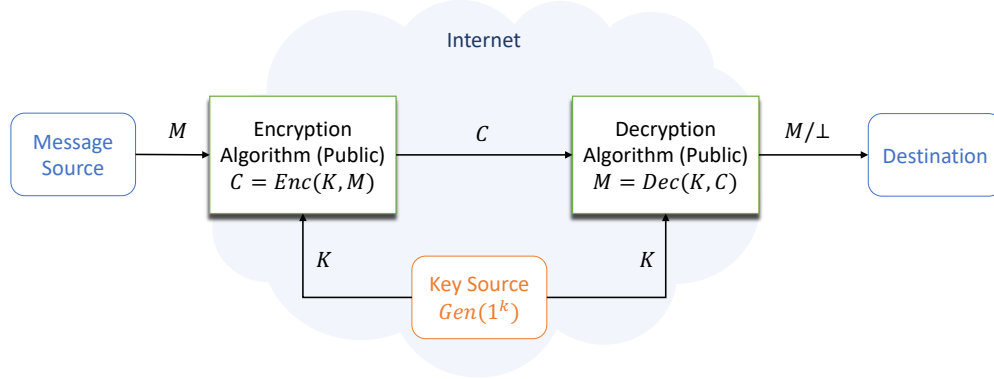 Internet
Message
Source
M
Encryption
Algorithm (Public)
C = Enc(K, M)
C
Decryption
Algorithm (Public)
M = Dec(K, C)
M/⊥
Destination
K
Key Source
Gen(1^k)
K